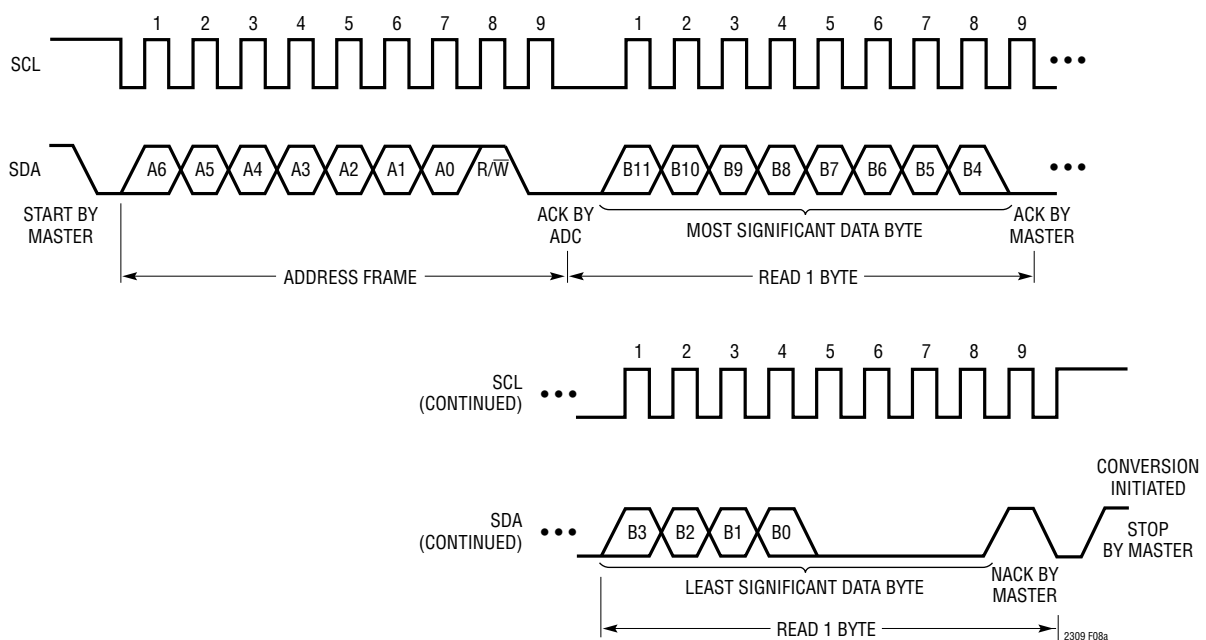 1 2 3 4 5 6 7 8 9 1 2 3 4 5 6 7 8 9
SCL
SDA
A6 A5 A4 A3 A2 A1 A0 R/W̅ B11 B10 B9 B8 B7 B6 B5 B4
START BY
MASTER
ACK BY
ADC
MOST SIGNIFICANT DATA BYTE
ACK BY
MASTER
ADDRESS FRAME
READ 1 BYTE
1 2 3 4 5 6 7 8 9
SCL
(CONTINUED)
CONVERSION
INITIATED
SDA
(CONTINUED)
B3 B2 B1 B0
STOP
BY MASTER
LEAST SIGNIFICANT DATA BYTE
NACK BY
MASTER
READ 1 BYTE
2309 F08a